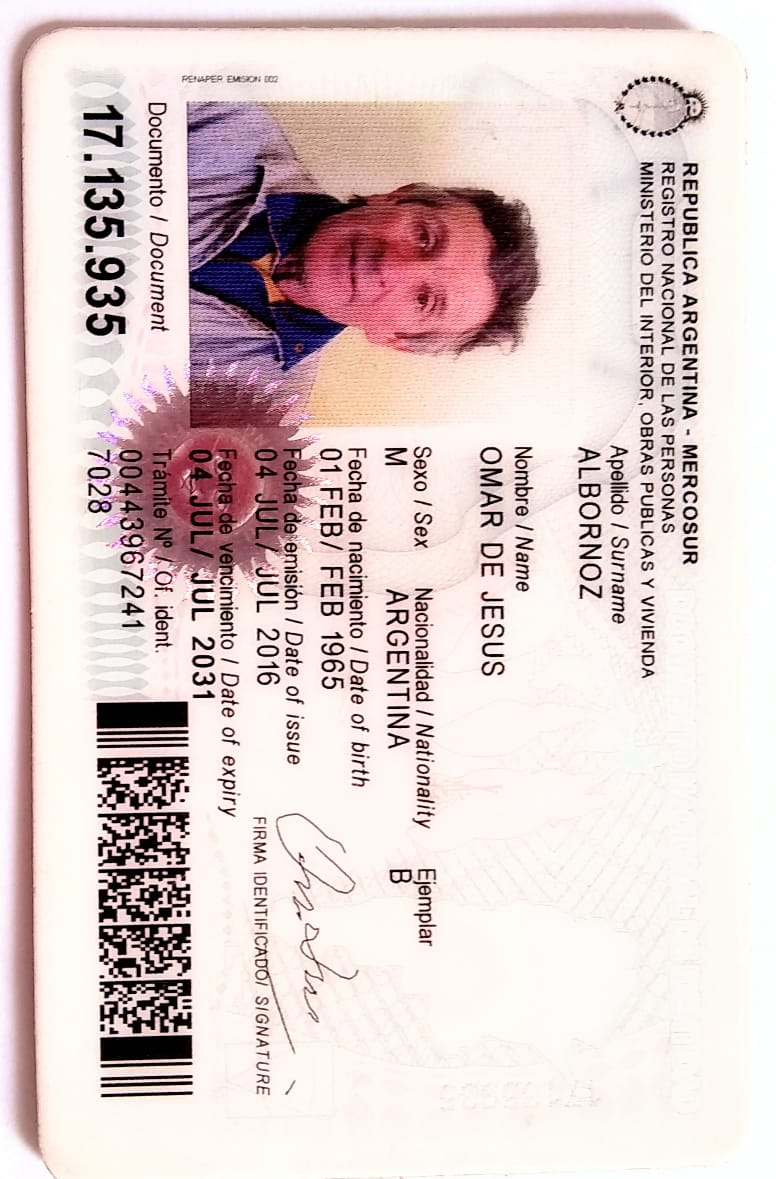 REPUBLICA ARGENTINA - MERCOSUR
REGISTRO NACIONAL DE LAS PERSONAS
MINISTERIO DEL INTERIOR, OBRAS PUBLICAS Y VIVIENDA
Apellido / Surname
ALBORNOZ
Nombre / Name
OMAR DE JESUS
Sexo / Sex Nacionalidad / Nationality Ejemplar
M ARGENTINA B
Fecha de nacimiento / Date of birth
01 FEB/ FEB 1965
Fecha de emisión / Date of issue
04 JUL/ JUL 2016
Fecha de vencimiento / Date of expiry
04 JUL/ JUL 2031
FIRMA IDENTIFICADO/ SIGNATURE
RENAPER EMISION 002
Documento / Document
17.135.935
Trámite Nº / Of. ident.
00443967241
7028
17135935